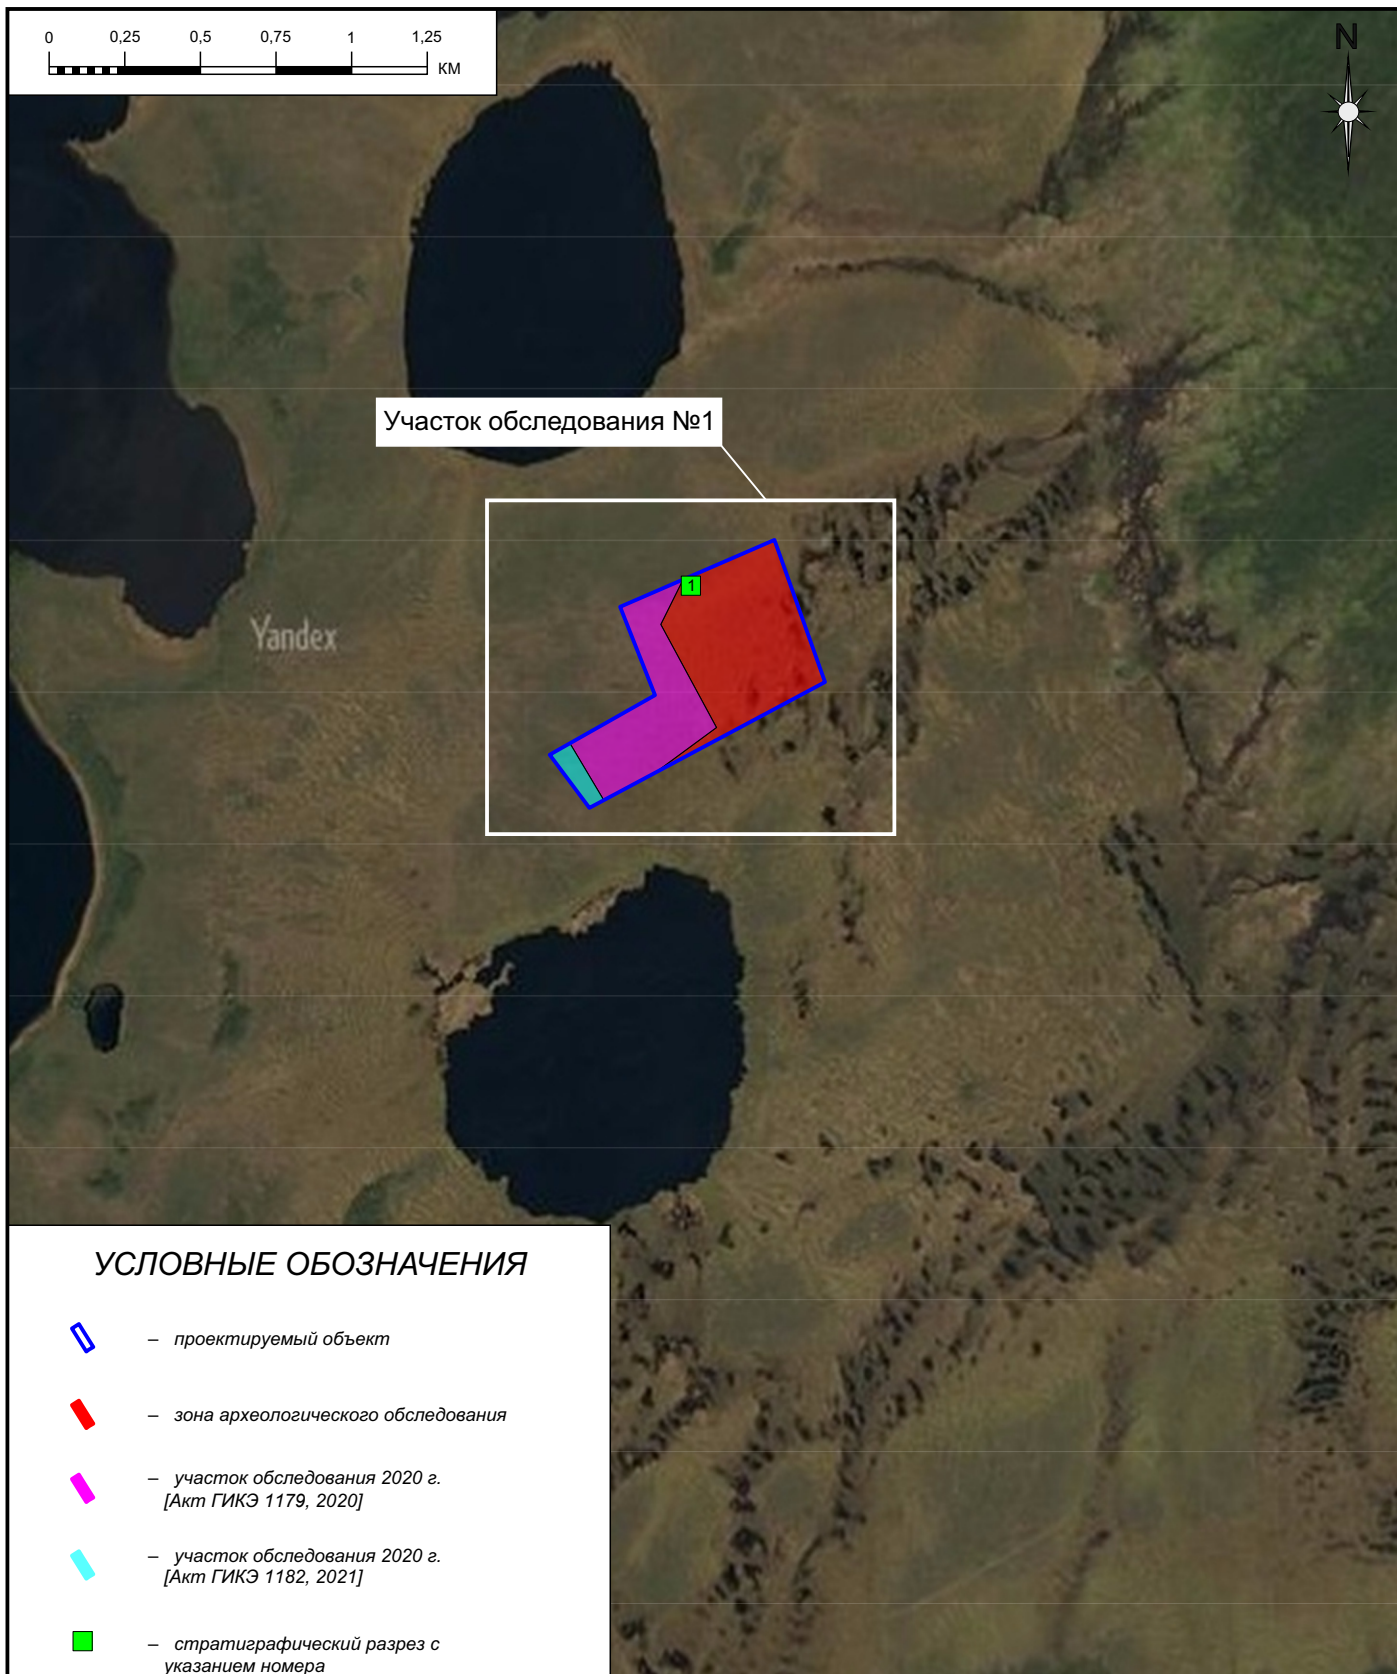 0 0,25 0,5 0,75 1 1,25
КМ
N
Участок обследования №1
1
Yandex
УСЛОВНЫЕ ОБОЗНАЧЕНИЯ
– проектируемый объект
– зона археологического обследования
– участок обследования 2020 г.
[Акт ГИКЭ 1179, 2020]
– участок обследования 2020 г.
[Акт ГИКЭ 1182, 2021]
– стратиграфический разрез с
указанием номера